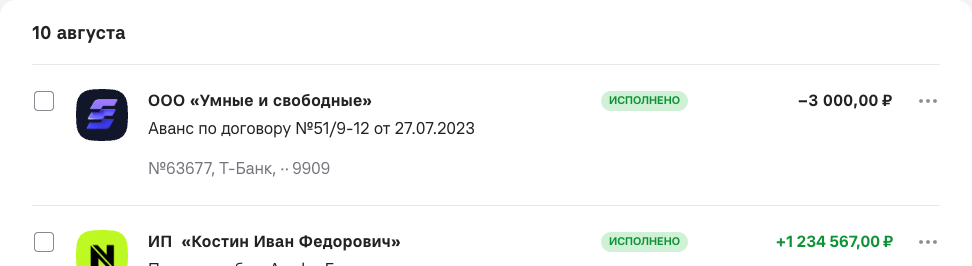 10 августа
ООО «Умные и свободные» ИСПОЛНЕНО −3 000,00 ₽
Аванс по договору №51/9-12 от 27.07.2023
№63677, Т-Банк, ·· 9909
ИП «Костин Иван Федорович» ИСПОЛНЕНО +1 234 567,00 ₽